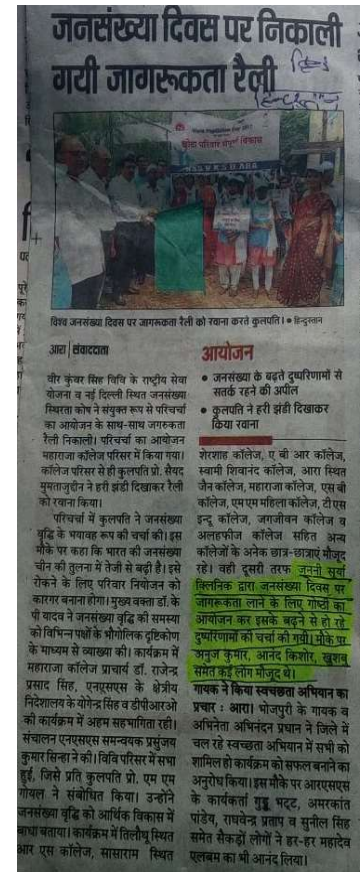 जनसंख्या दिवस पर निकाली
गयी जागरूकता रैली
हिन्दुस्तान
छोटा परिवार संपूर्ण विकास
विश्व जनसंख्या दिवस पर जागरूकता रैली को रवाना करते कुलपति। ● हिन्दुस्तान
आरा | संवाददाता
वीर कुंवर सिंह विवि के राष्ट्रीय सेवा
योजना व नई दिल्ली स्थित जनसंख्या
स्थिरता कोष ने संयुक्त रूप से परिचर्चा
का आयोजन के साथ-साथ जगरुकता
रैली निकाली। परिचर्चा का आयोजन
महाराजा कॉलेज परिसर में किया गया।
कॉलेज परिसर से ही कुलपति प्रो. सैयद
मुमताजुद्दीन ने हरी झंडी दिखाकर रैली
को रवाना किया।
परिचर्चा में कुलपति ने जनसंख्या
वृद्धि के भयावह रूप की चर्चा की। इस
मौके पर कहा कि भारत की जनसंख्या
चीन की तुलना में तेजी से बढ़ी है। इसे
रोकने के लिए परिवार नियोजन को
कारगर बनाना होगा। मुख्य वक्ता डॉ. के
पी यादव ने जनसंख्या वृद्धि की समस्या
को विभिन्न पक्षों के भौगोलिक दृष्टिकोण
के माध्यम से व्याख्या की। कार्यक्रम में
महाराजा कॉलेज प्राचार्य डॉ. राजेन्द्र
प्रसाद सिंह, एनएसएस के क्षेत्रीय
निदेशालय के योगेन्द्र सिंह व डीपीआरओ
की कार्यक्रम में अहम सहभागिता रही।
संचालन एनएसएस समन्वयक प्रसुंजय
कुमार सिन्हा ने की। विवि परिसर में सभा
हुई, जिसे प्रति कुलपति प्रो. एम एम
गोयल ने संबोधित किया। उन्होंने
जनसंख्या वृद्धि को आर्थिक विकास में
बाधा बताया। कार्यक्रम में तिलौथू स्थित
आर एस कॉलेज, सासाराम स्थित
आयोजन
● जनसंख्या के बढ़ते दुष्परिणामों से
सतर्क रहने की अपील
● कुलपति ने हरी झंडी दिखाकर
किया रवाना
शेरशाह कॉलेज, ए बी आर कॉलेज,
स्वामी शिवानंद कॉलेज, आरा स्थित
जैन कॉलेज, महाराजा कॉलेज, एस बी
कॉलेज, एम एम महिला कॉलेज, टी एस
इन्दू कॉलेज, जगजीवन कॉलेज व
अलहफीज कॉलेज सहित अन्य
कॉलेजों के अनेक छात्र-छात्राएं मौजूद
रहे। वही दूसरी तरफ जननी सूर्या
क्लिनिक द्वारा जनसंख्या दिवस पर
जागरूकता लाने के लिए गोष्ठी का
आयोजन कर इसके बढ़ने से हो रहे
दुष्परिणामों की चर्चा की गयी। मौके पर
अनुज कुमार, आनंद किशोर, खुशबू
समेत कई लोग मौजूद थे।
गायक ने किया स्वच्छता अभियान का
प्रचार : आरा। भोजपुरी के गायक व
अभिनेता अभिनंदन प्रधान ने जिले में
चल रहे स्वच्छता अभियान में सभी को
शामिल हो कार्यक्रम को सफल बनाने का
अनुरोध किया। इस मौके पर आरएसएस
के कार्यकर्ता गुड्डू भट्ट, अमरकांत
पांडेय, राघवेन्द्र प्रताप व सुनील सिंह
समेत सैकड़ों लोगों ने हर-हर महादेव
एलबम का भी आनंद लिया।